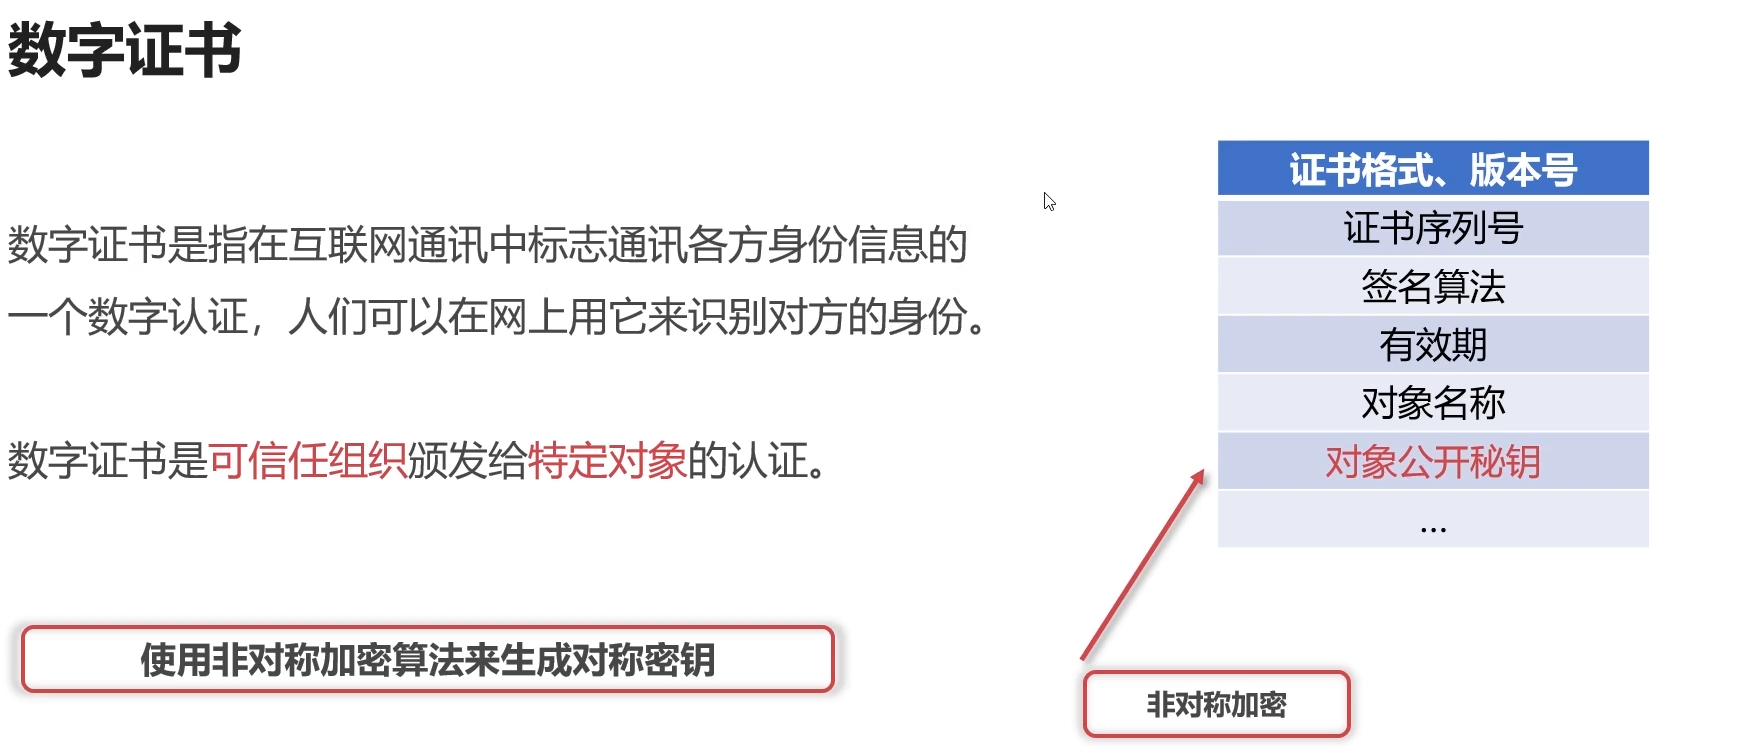 数字证书
数字证书是指在互联网通讯中标志通讯各方身份信息的
一个数字认证，人们可以在网上用它来识别对方的身份。
数字证书是可信任组织颁发给特定对象的认证。
使用非对称加密算法来生成对称密钥
证书格式、版本号
证书序列号
签名算法
有效期
对象名称
对象公开秘钥
...
非对称加密